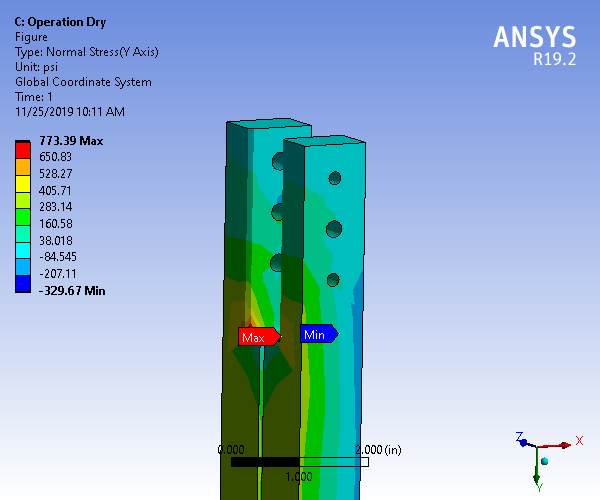 C: Operation Dry
Figure
Type: Normal Stress(Y Axis)
Unit: psi
Global Coordinate System
Time: 1
11/25/2019 10:11 AM
ANSYS
R19.2
773.39 Max
650.83
528.27
405.71
283.14
160.58
38.018
-84.545
-207.11
-329.67 Min
Max
Min
0.000
2.000 (in)
1.000
Z
X
Y